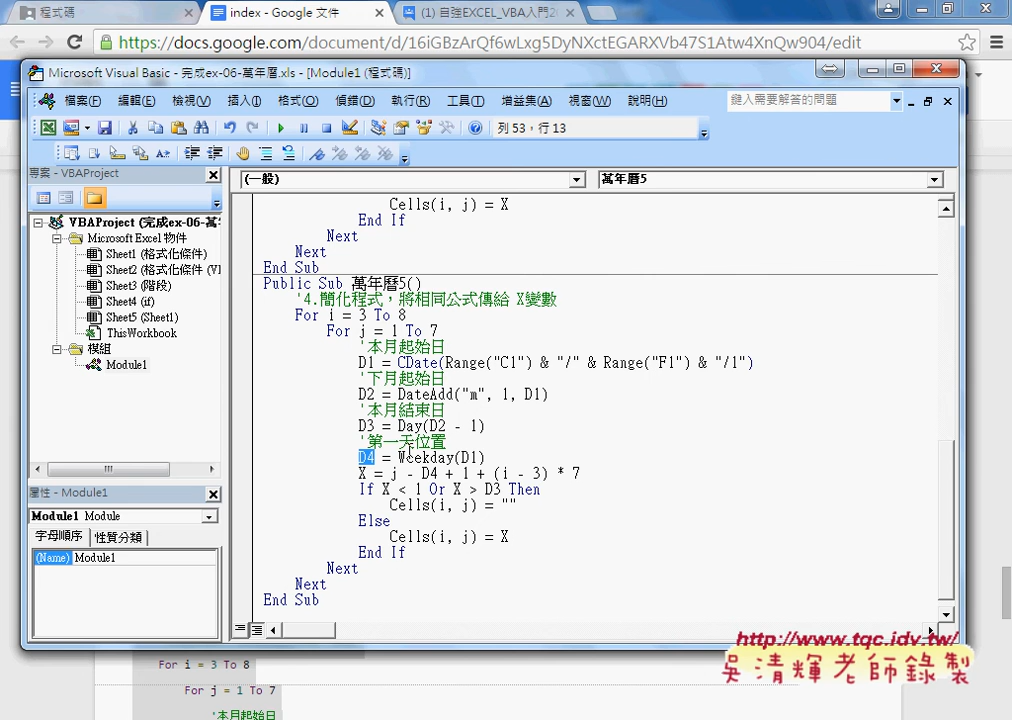 程式碼
index - Google 文件
(1) 自強EXCEL_VBA入門2
https://docs.google.com/document/d/16iGBzArQf6wLxg5DyNXctEGARXVb47S1Atw4XnQw904/edit
Microsoft Visual Basic - 完成ex-06-萬年曆.xls - [Module1 (程式碼)]
檔案(F) 編輯(E) 檢視(V) 插入(I) 格式(O) 偵錯(D) 執行(R) 工具(T) 增益集(A) 視窗(W) 說明(H)
鍵入需要解答的問題
列 53，行 13
專案 - VBAProject
(一般)
萬年曆5
VBAProject (完成ex-06-萬
Microsoft Excel 物件
Sheet1 (格式化條件)
Sheet2 (格式化條件 (VI
Sheet3 (階段)
Sheet4 (if)
Sheet5 (Sheet1)
ThisWorkbook
模組
Module1
屬性 - Module1
Module1 Module
字母順序 性質分類
(Name) Module1
Cells(i, j) = X
End If
Next
Next
End Sub
Public Sub 萬年曆5()
'4.簡化程式，將相同公式傳給 X變數
For i = 3 To 8
For j = 1 To 7
'本月起始日
D1 = CDate(Range("C1") & "/" & Range("F1") & "/1")
'下月起始日
D2 = DateAdd("m", 1, D1)
'本月結束日
D3 = Day(D2 - 1)
'第一天位置
D4 = Weekday(D1)
X = j - D4 + 1 + (i - 3) * 7
If X < 1 Or X > D3 Then
Cells(i, j) = ""
Else
Cells(i, j) = X
End If
Next
Next
End Sub
http://www.tqc.idv.tw/
吳清輝老師錄製
For i = 3 To 8
For j = 1 To 7
'本月起始日